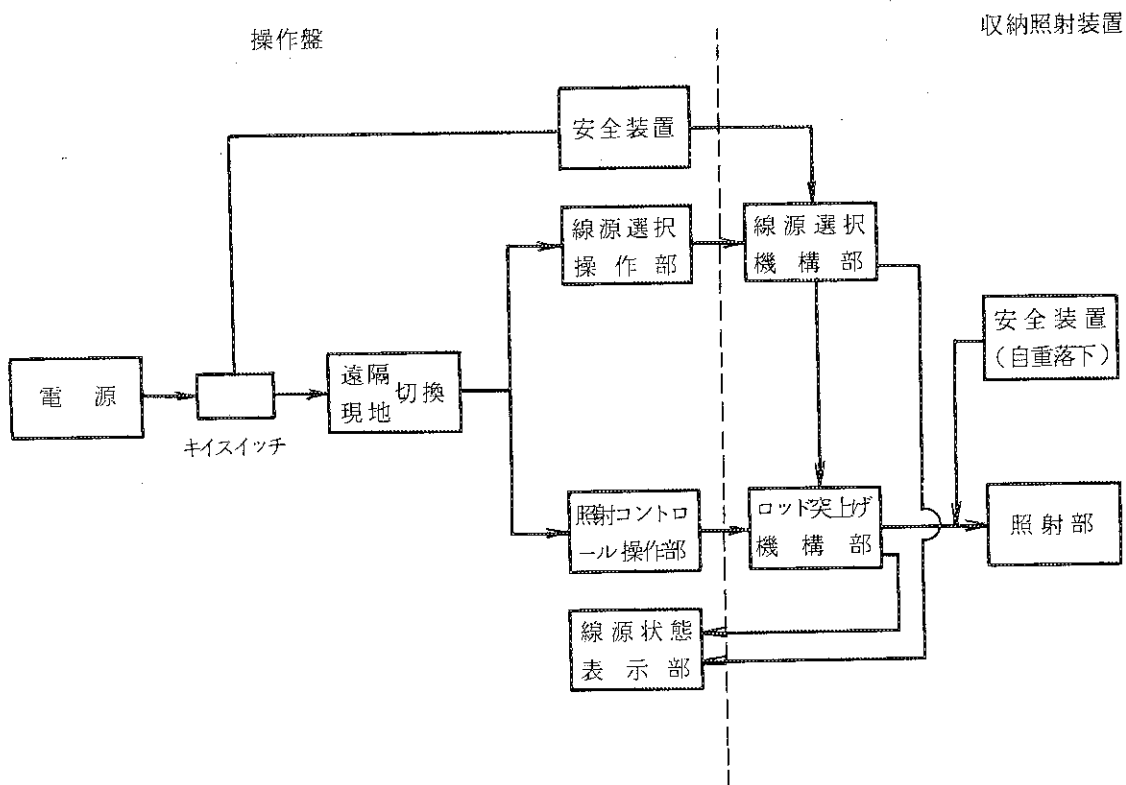 操作盤
収納照射装置
安全装置
線源選択
操作部
線源選択
機構部
安全装置
(自重落下)
電源
キイスイッチ
遠隔
現地
切換
照射コントロ
ール操作部
ロッド突上げ
機構部
照射部
線源状態
表示部